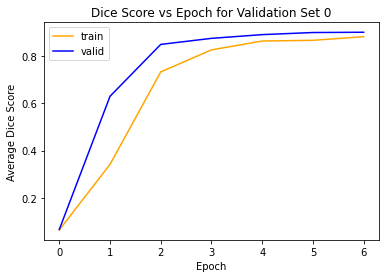 Dice Score vs Epoch for Validation Set 0
train
valid
Average Dice Score
0.8
0.6
0.4
0.2
0 1 2 3 4 5 6
Epoch